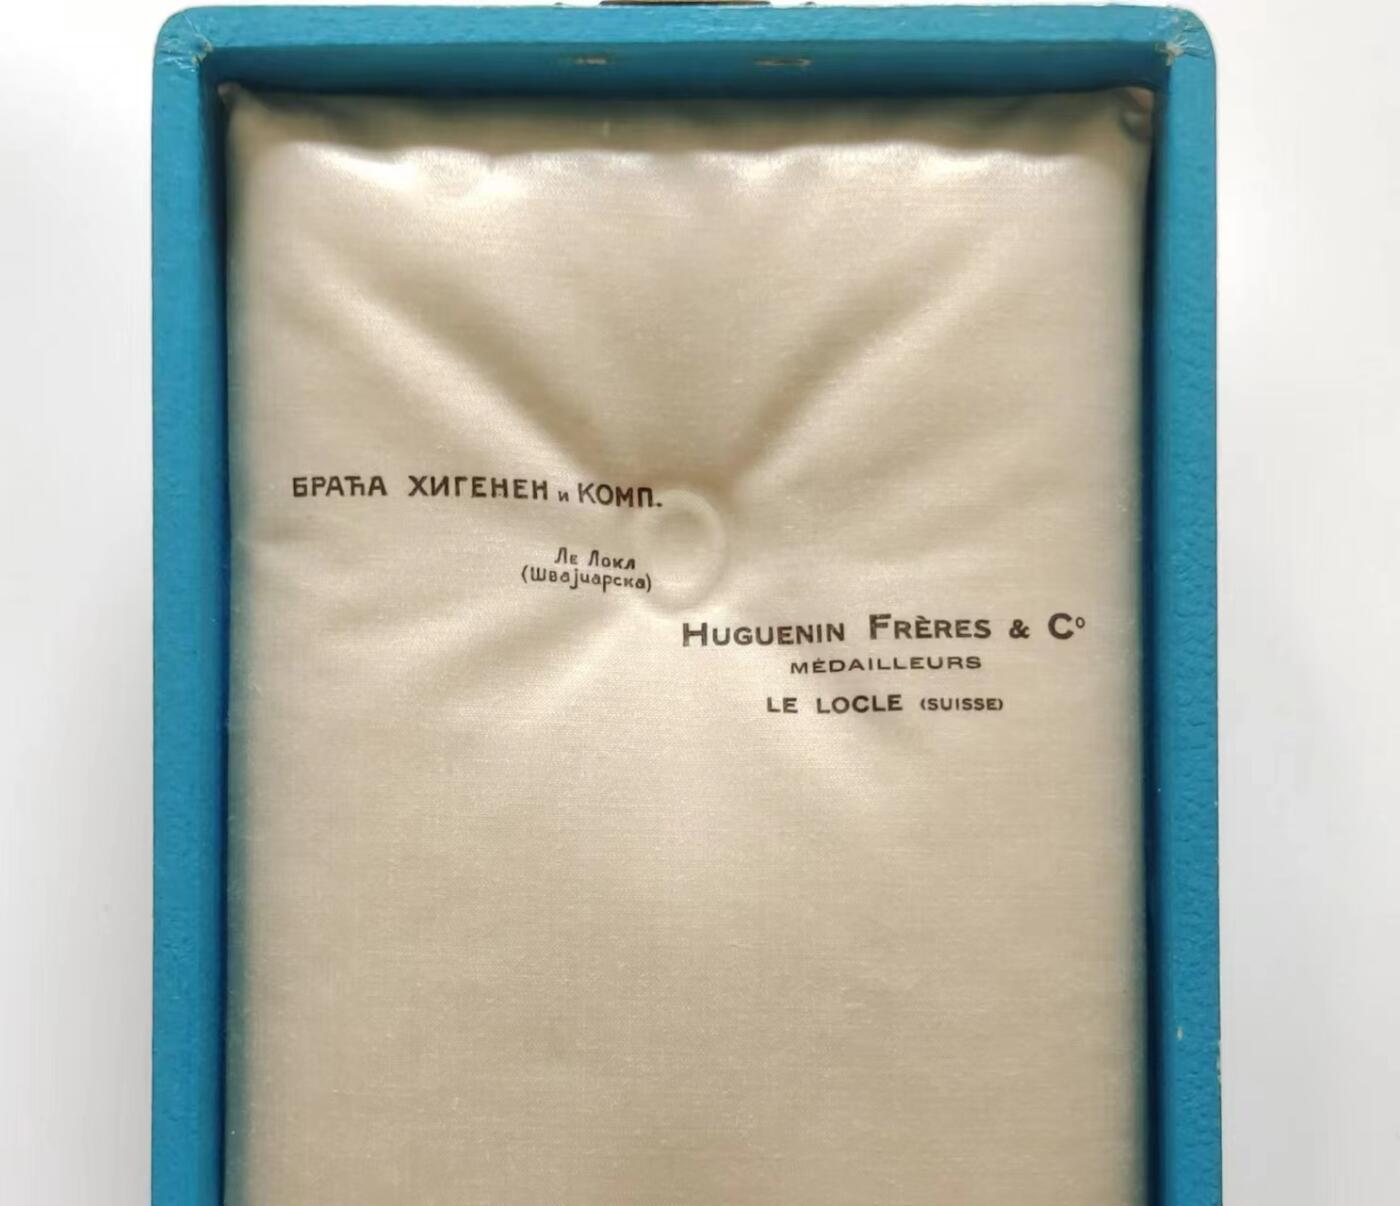 БРАЋА ХИГЕНЕН и КОМП.
Ле Локл
(Швајцарска)
HUGUENIN FRÈRES & Cº
MÉDAILLEURS
LE LOCLE (SUISSE)